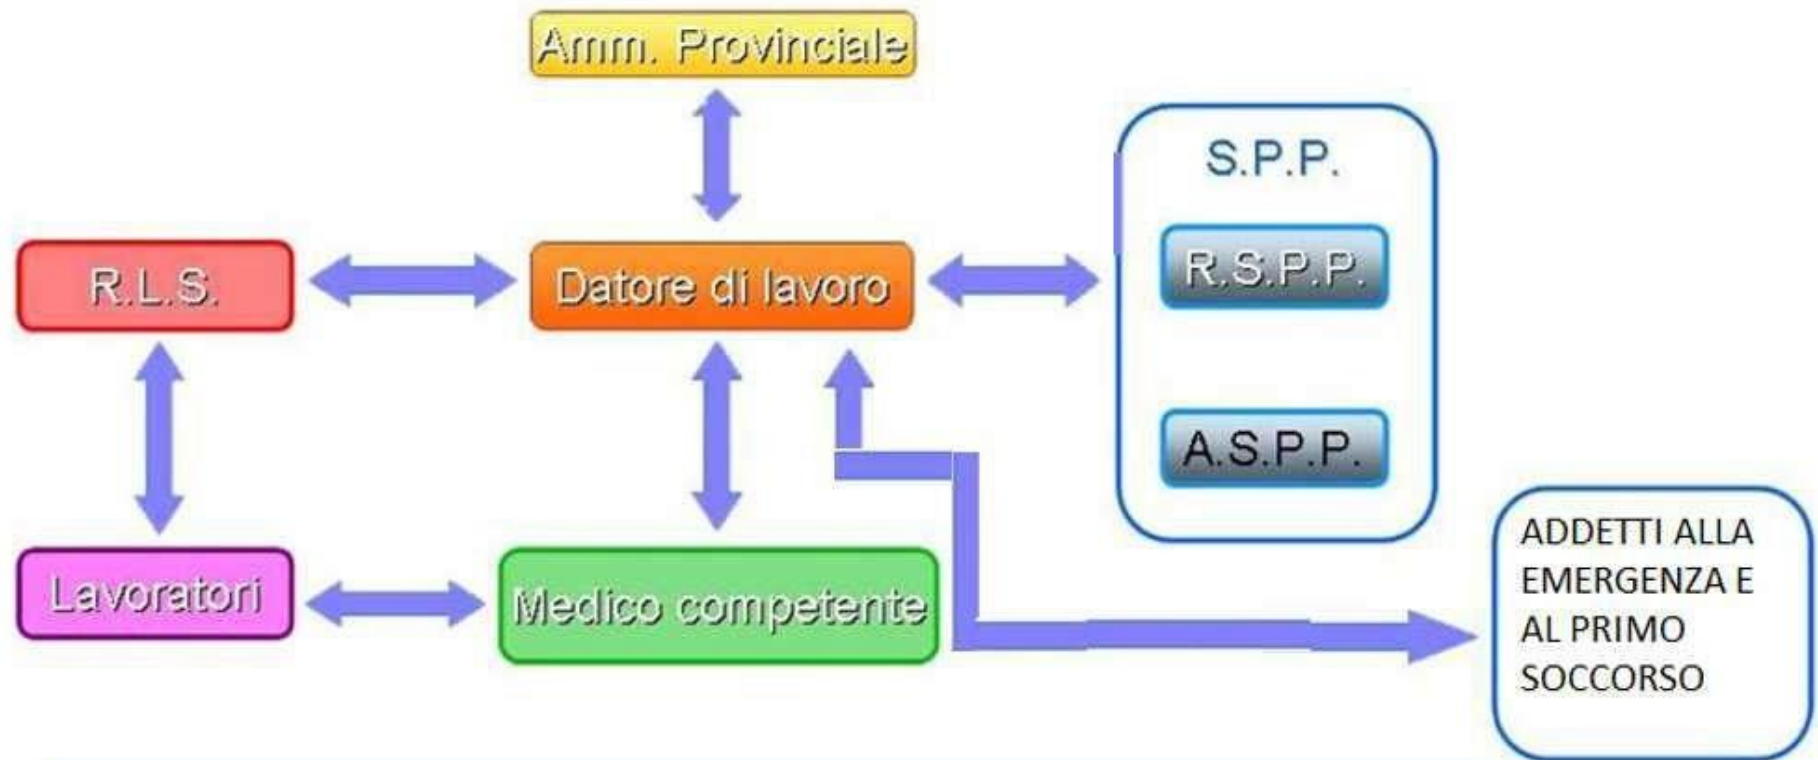 Amm. Provinciale
S.P.P.
R.L.S.
Datore di lavoro
R.S.P.P.
A.S.P.P.
Lavoratori
Medico competente
ADDETTI ALLA
EMERGENZA E
AL PRIMO
SOCCORSO